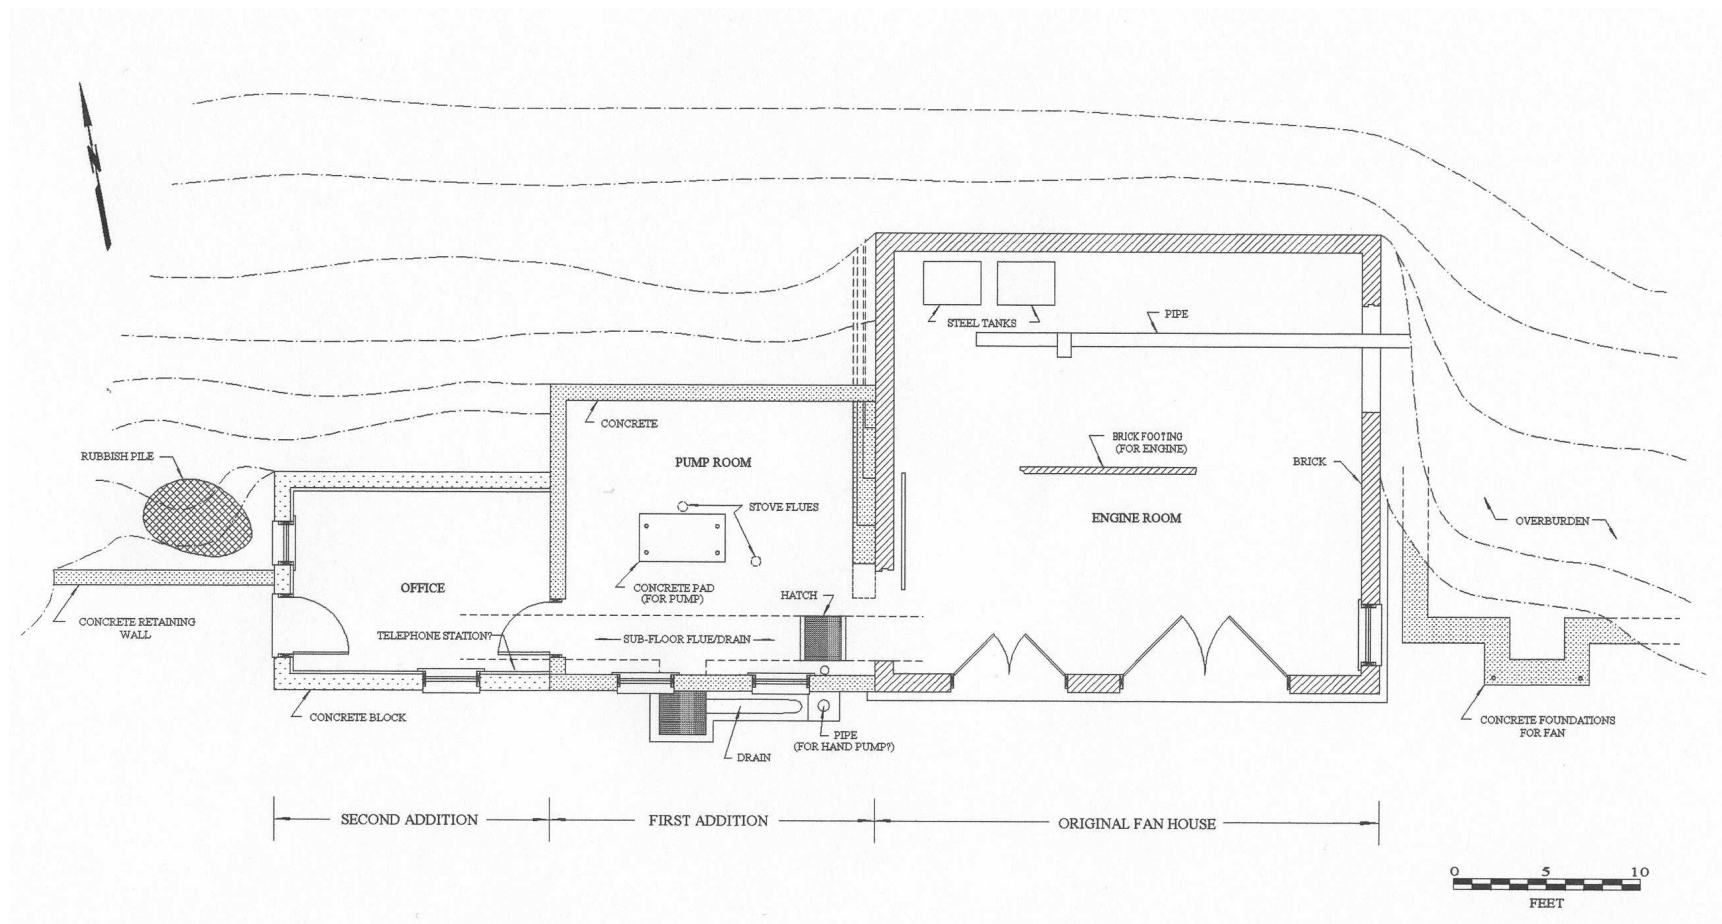 N
STEEL TANKS
PIPE
CONCRETE
BRICK FOOTING
(FOR ENGINE)
RUBBISH PILE
PUMP ROOM
BRICK
STOVE FLUES
ENGINE ROOM
OVERBURDEN
OFFICE
CONCRETE PAD
(FOR PUMP)
HATCH
CONCRETE RETAINING
WALL
TELEPHONE STATION?
SUB-FLOOR FLUE/DRAIN
CONCRETE BLOCK
CONCRETE FOUNDATIONS
FOR FAN
PIPE
(FOR HAND PUMP?)
DRAIN
SECOND ADDITION
FIRST ADDITION
ORIGINAL FAN HOUSE
0 5 10
FEET